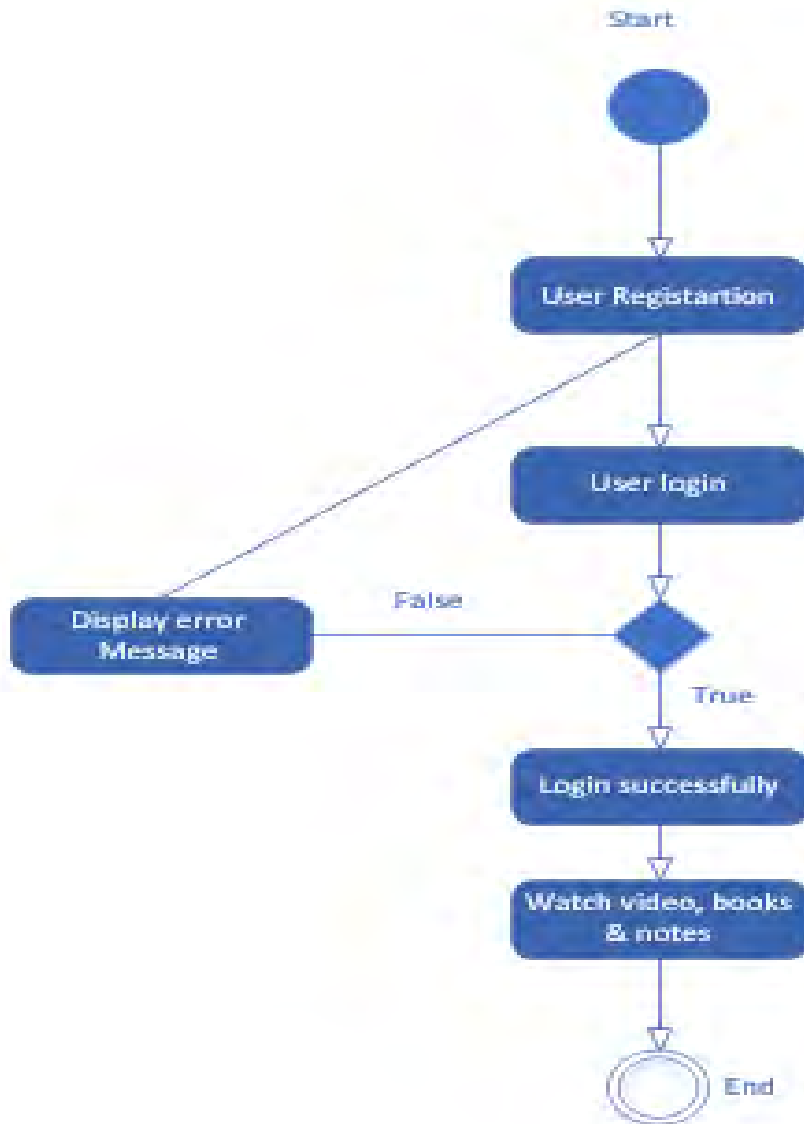 Start
User Registartion
User login
False
Display error
Message
True
Login successfully
Watch video, books
& notes
End